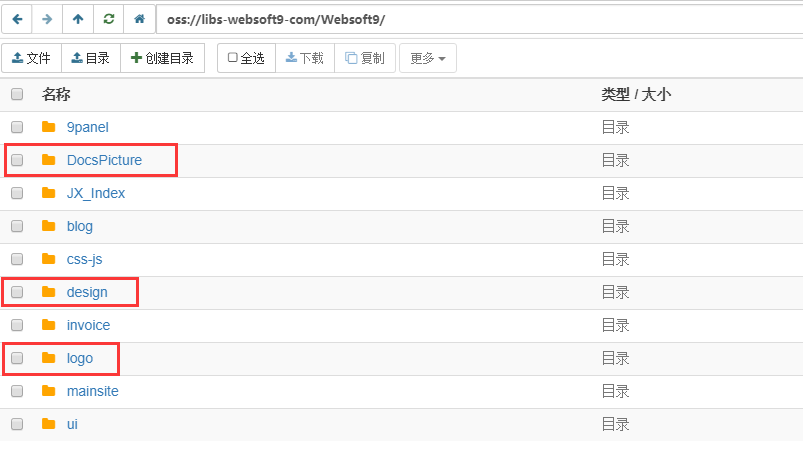 oss://libs-websoft9-com/Websoft9/
文件 目录 创建目录 全选 下载 复制 更多
名称 类型 / 大小
9panel 目录
DocsPicture 目录
JX_Index 目录
blog 目录
css-js 目录
design 目录
invoice 目录
logo 目录
mainsite 目录
ui 目录